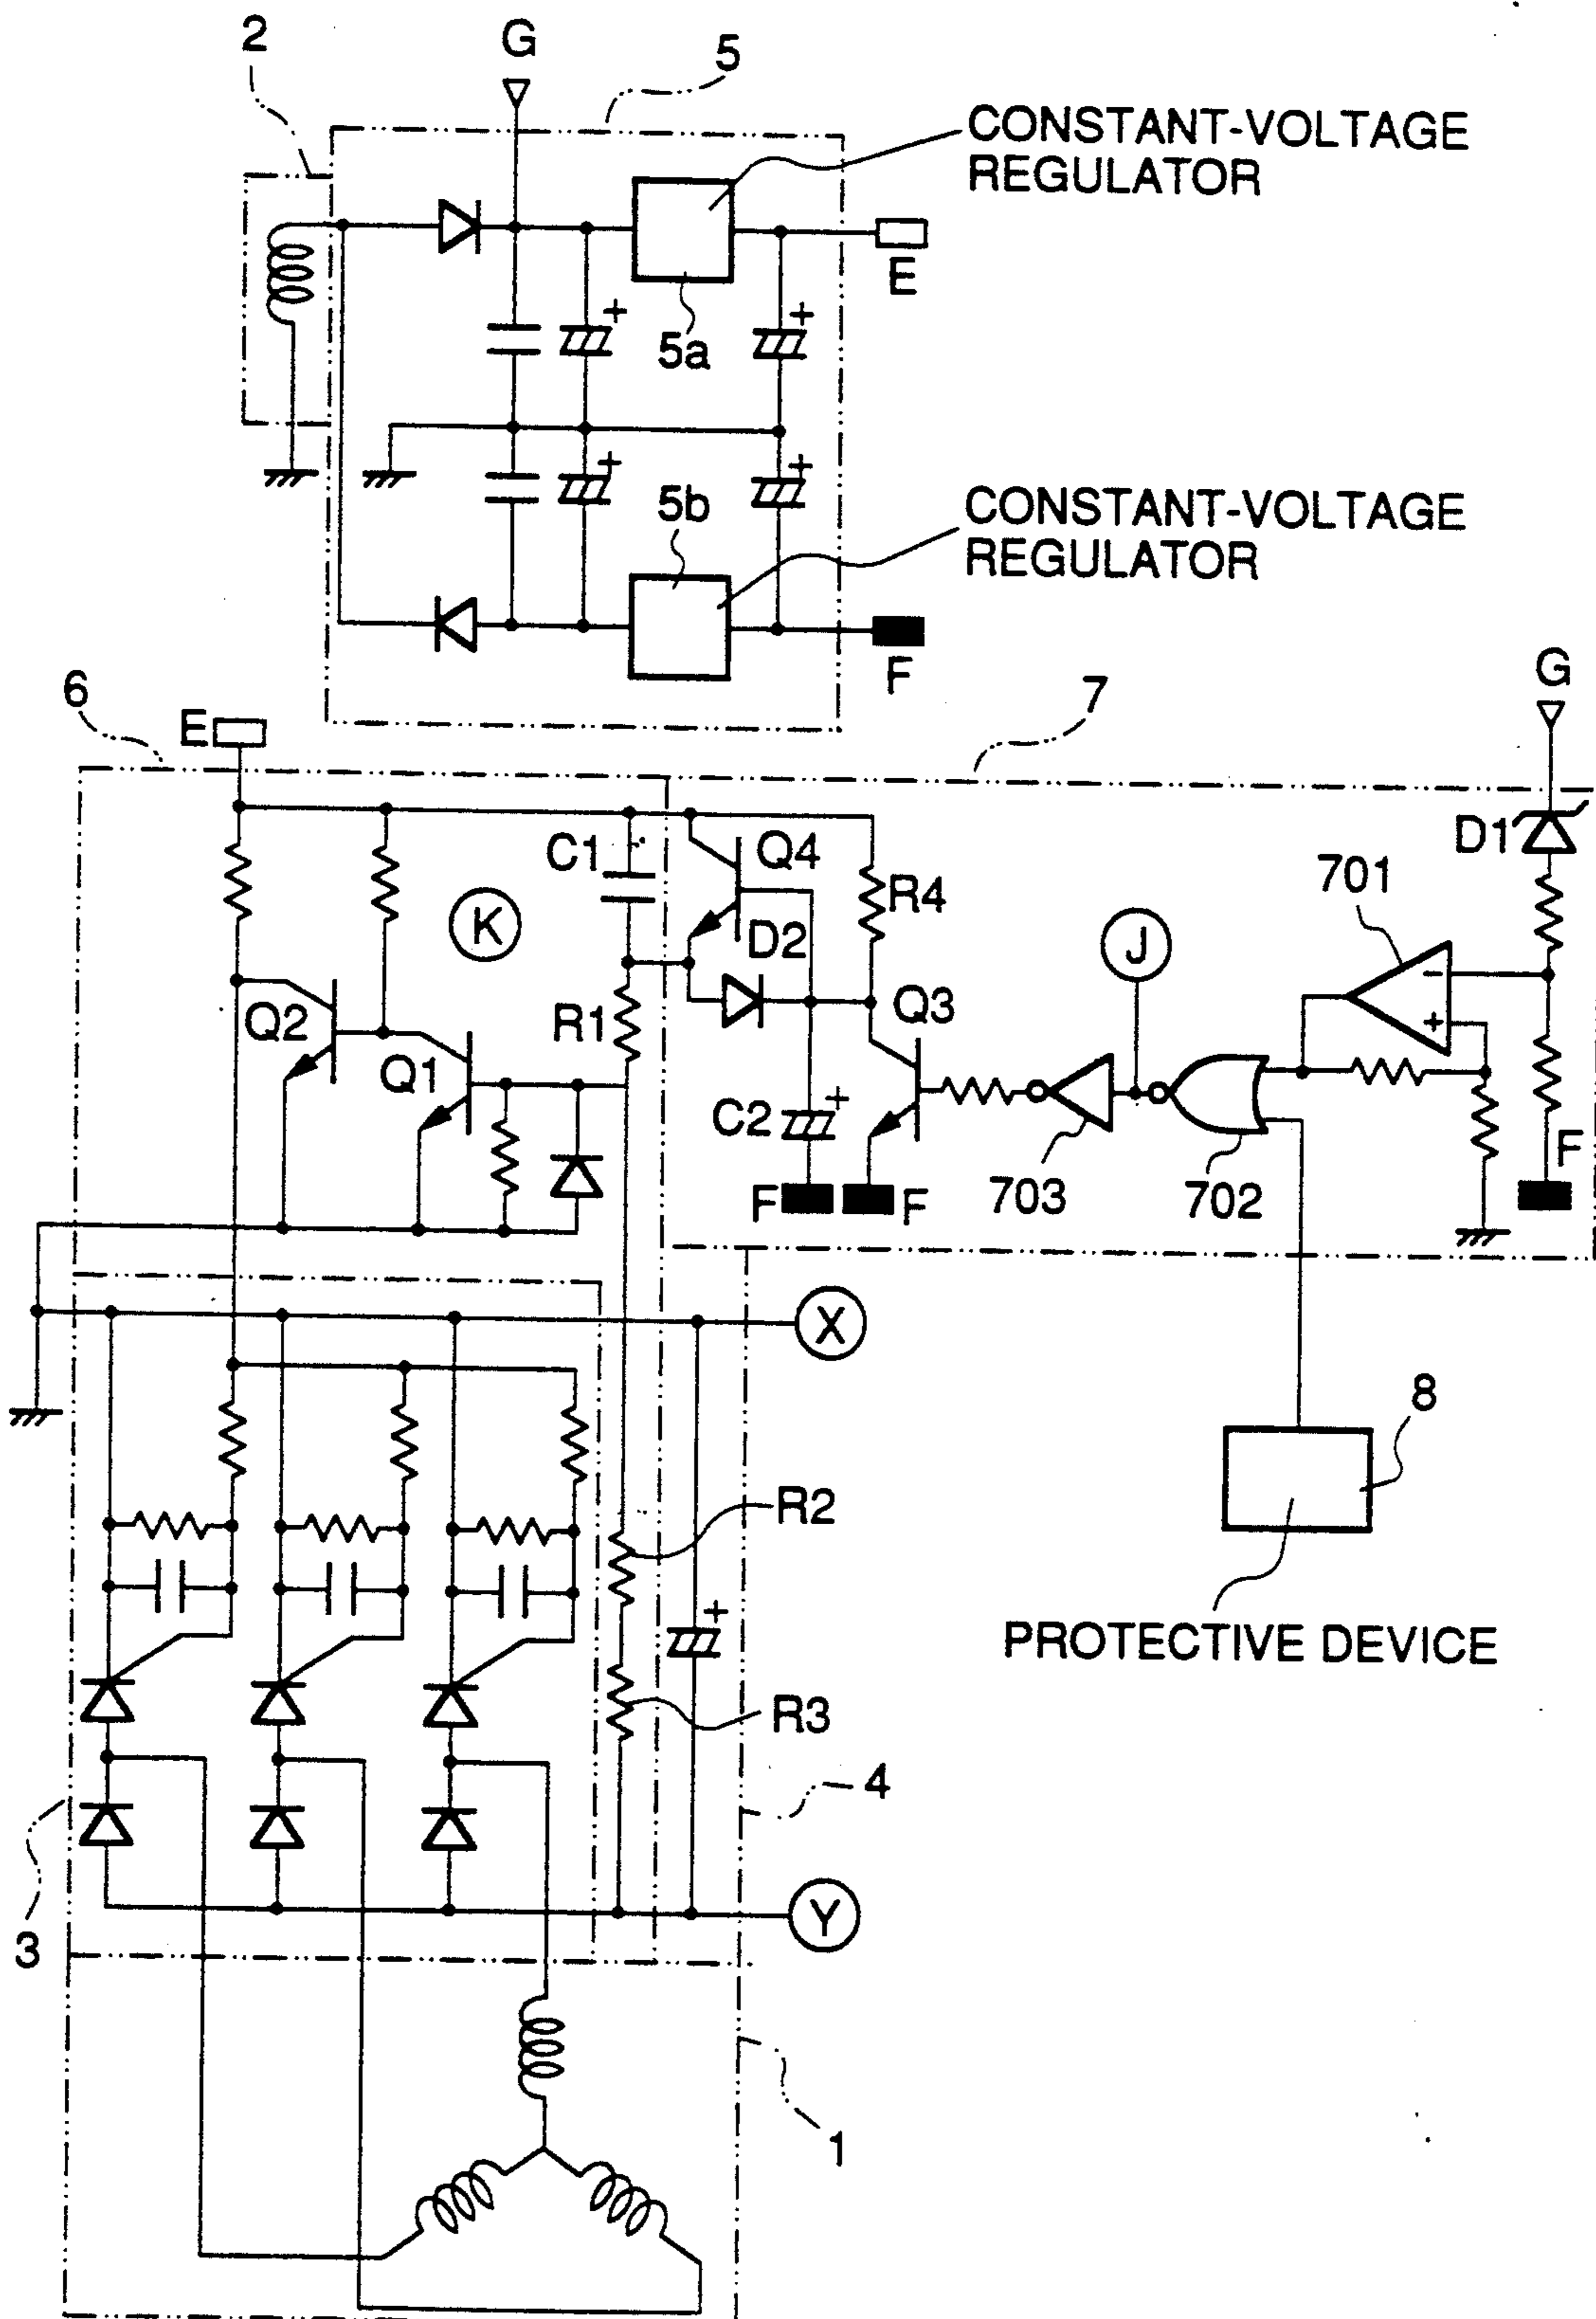 2
G
5
CONSTANT-VOLTAGE
REGULATOR
E
+
+
5a
+
+
5b
CONSTANT-VOLTAGE
REGULATOR
F
6
E
7
G
C1
Q4
R4
D1
701
K
D2
J
−
+
Q2
Q1
R1
Q3
C2
+
F
F
703
702
F
X
8
R2
+
PROTECTIVE DEVICE
R3
4
3
Y
1